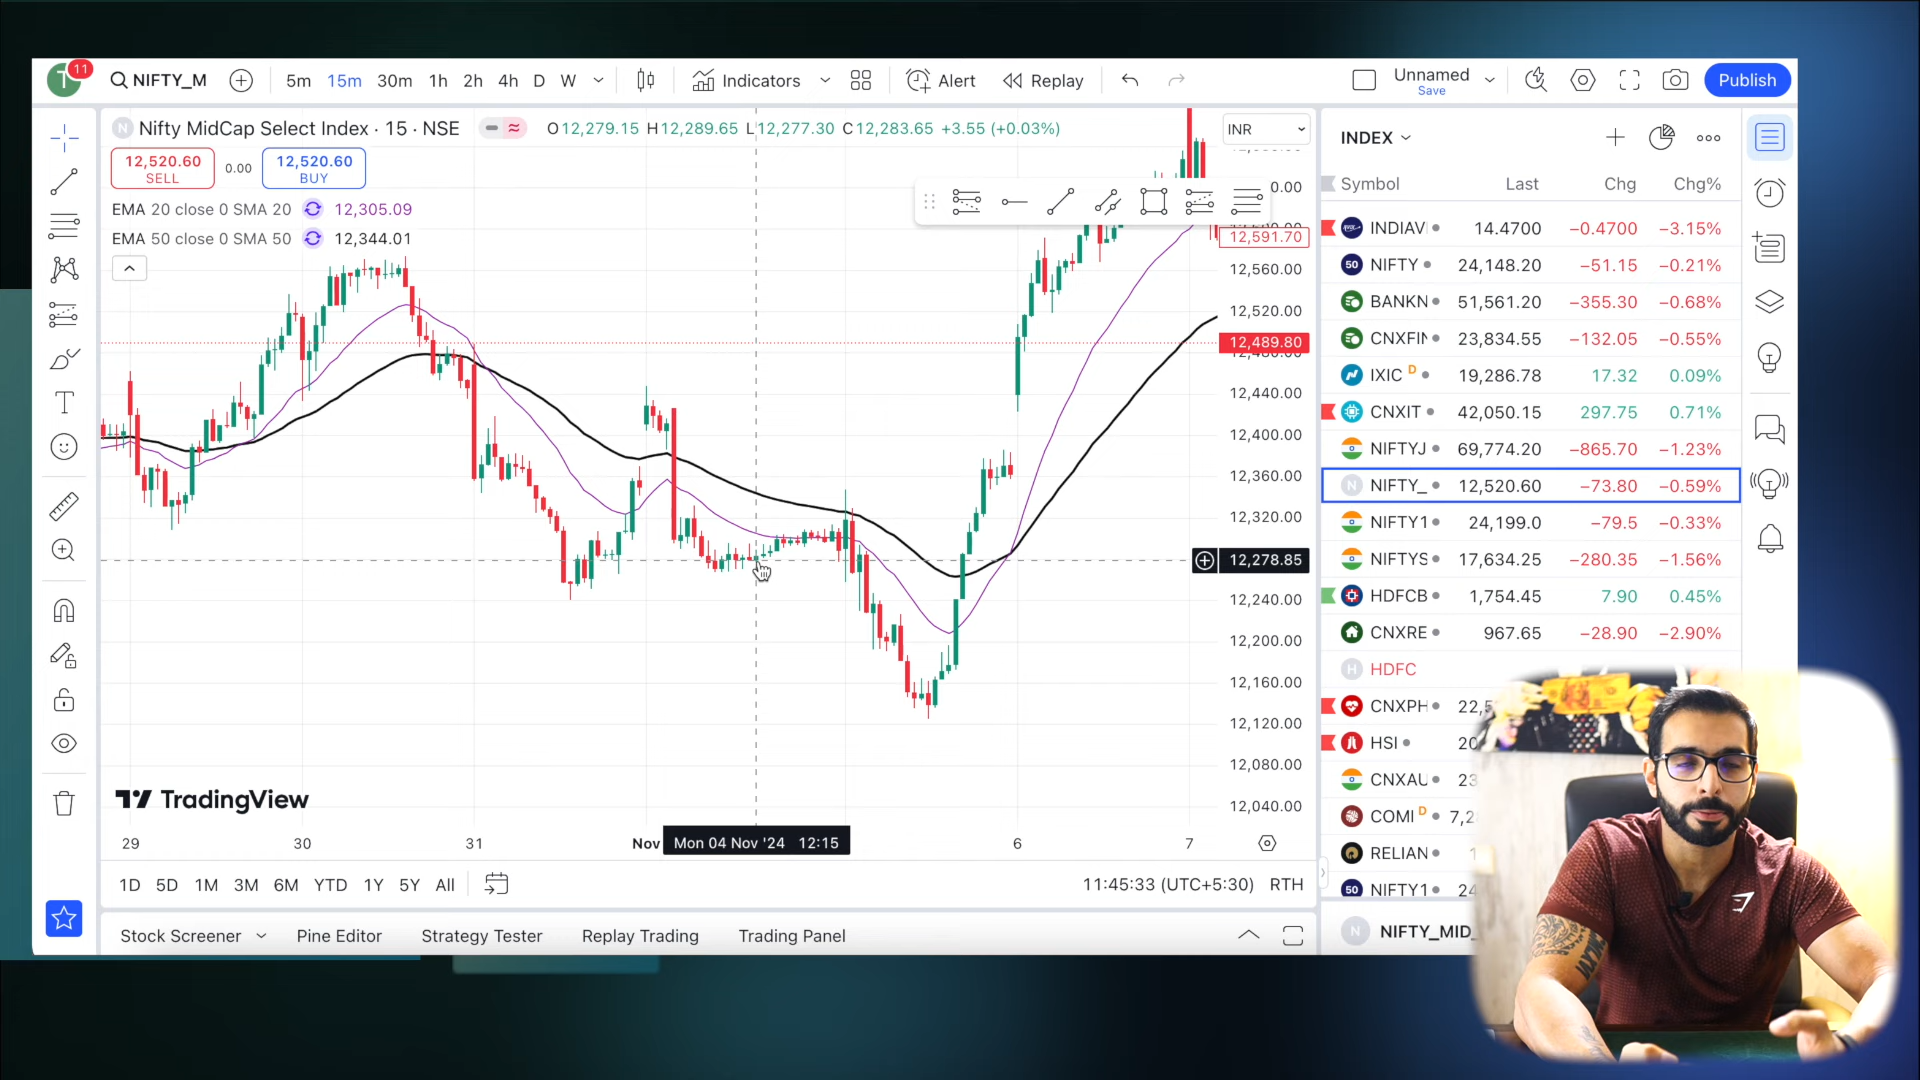 T 11 NIFTY_M 5m 15m 30m 1h 2h 4h D W Indicators Alert Replay Unnamed Save Publish
N Nifty MidCap Select Index · 15 · NSE O12,279.15 H12,289.65 L12,277.30 C12,283.65 +3.55 (+0.03%) INR
12,520.60 SELL 0.00 12,520.60 BUY
EMA 20 close 0 SMA 20 12,305.09
EMA 50 close 0 SMA 50 12,344.01
12,591.70
12,560.00
12,520.00
12,489.80
12,440.00
12,400.00
12,360.00
12,320.00
12,278.85
12,240.00
12,200.00
12,160.00
12,120.00
12,080.00
12,040.00
TradingView
29 30 31 Nov Mon 04 Nov '24 12:15 6 7
1D 5D 1M 3M 6M YTD 1Y 5Y All 11:45:33 (UTC+5:30) RTH
Stock Screener Pine Editor Strategy Tester Replay Trading Trading Panel
INDEX
Symbol Last Chg Chg%
INDIAV 14.4700 −0.4700 −3.15%
50 NIFTY 24,148.20 −51.15 −0.21%
BANKN 51,561.20 −355.30 −0.68%
CNXFIN 23,834.55 −132.05 −0.55%
IXIC D 19,286.78 17.32 0.09%
CNXIT 42,050.15 297.75 0.71%
NIFTYJ 69,774.20 −865.70 −1.23%
N NIFTY_ 12,520.60 −73.80 −0.59%
NIFTY1 24,199.0 −79.5 −0.33%
NIFTYS 17,634.25 −280.35 −1.56%
HDFCB 1,754.45 7.90 0.45%
CNXRE 967.65 −28.90 −2.90%
H HDFC
CNXPH 22,5
HSI 20
CNXAU 23
COMI D 7,2
RELIAN 1
50 NIFTY1 24
N NIFTY_MID_